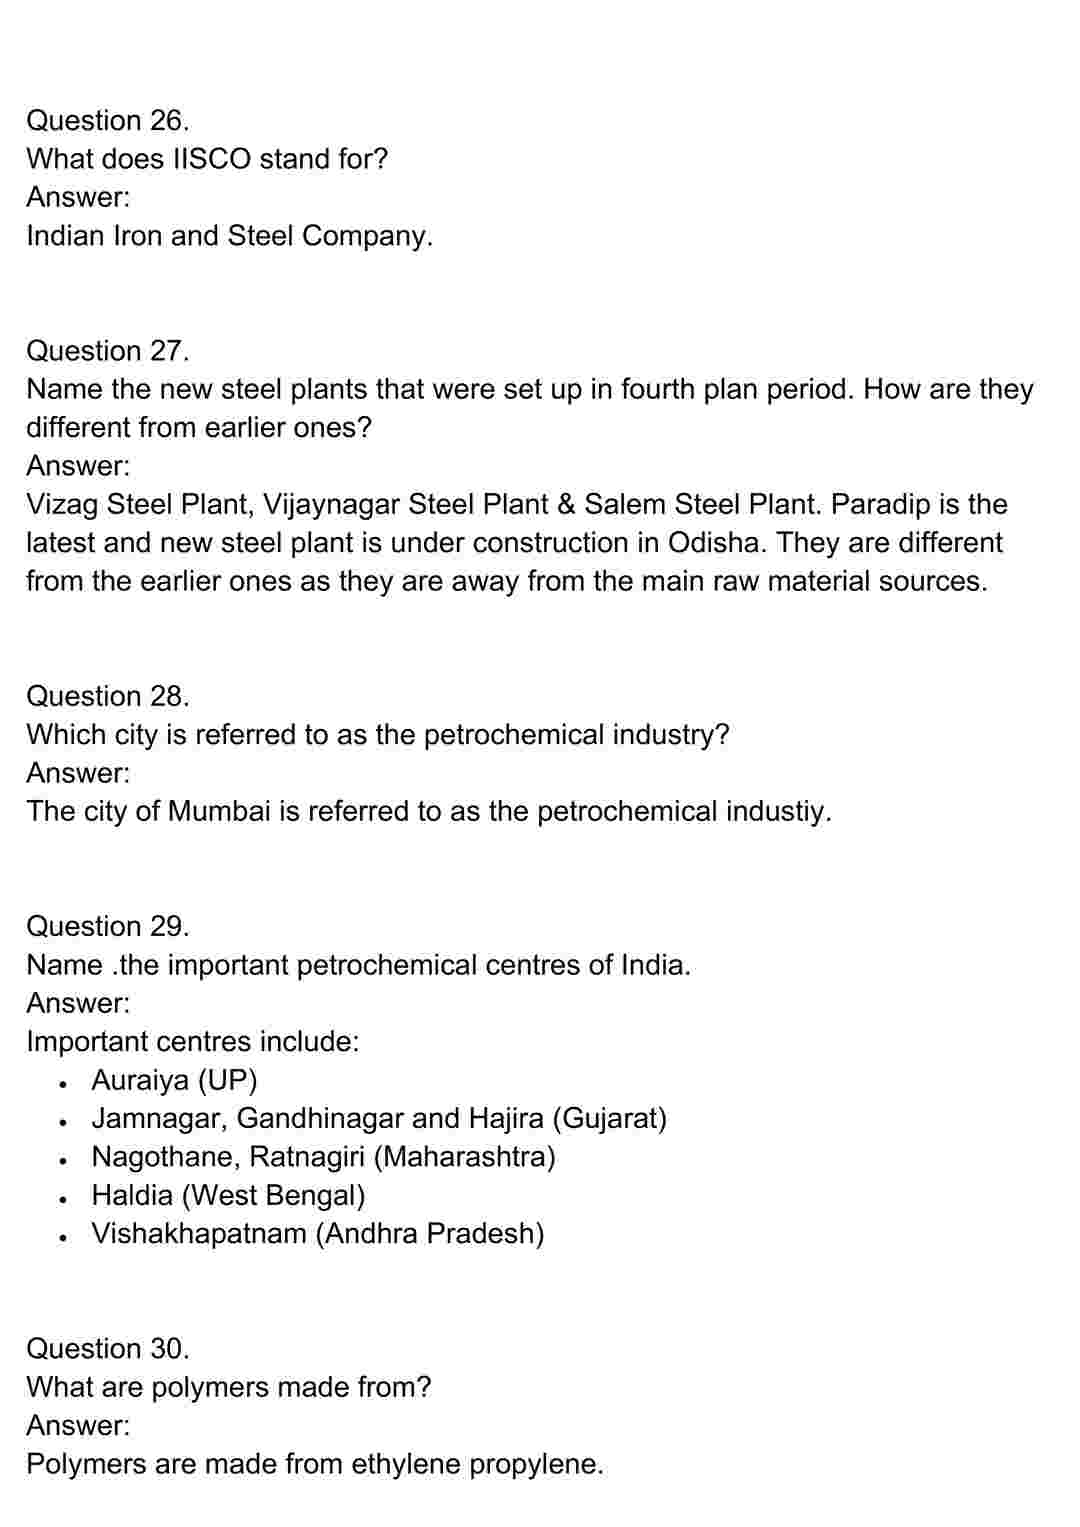 Question 26.
What does IISCO stand for?
Answer:
Indian Iron and Steel Company.
Question 27.
Name the new steel plants that were set up in fourth plan period. How are they
different from earlier ones?
Answer:
Vizag Steel Plant, Vijaynagar Steel Plant & Salem Steel Plant. Paradip is the
latest and new steel plant is under construction in Odisha. They are different
from the earlier ones as they are away from the main raw material sources.
Question 28.
Which city is referred to as the petrochemical industry?
Answer:
The city of Mumbai is referred to as the petrochemical industiy.
Question 29.
Name .the important petrochemical centres of India.
Answer:
Important centres include:
• Auraiya (UP)
• Jamnagar, Gandhinagar and Hajira (Gujarat)
• Nagothane, Ratnagiri (Maharashtra)
• Haldia (West Bengal)
• Vishakhapatnam (Andhra Pradesh)
Question 30.
What are polymers made from?
Answer:
Polymers are made from ethylene propylene.